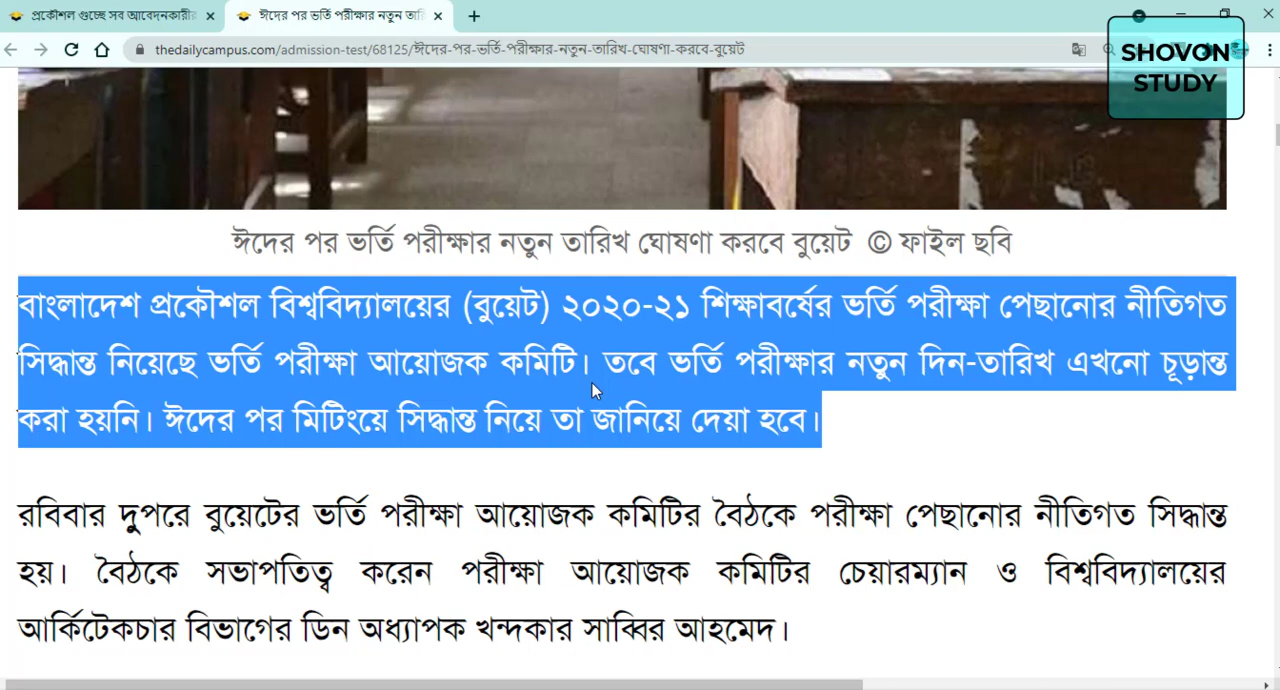 প্রকৌশল গুচ্ছে সব আবেদনকারীর
ঈদের পর ভর্তি পরীক্ষার নতুন তারি
thedailycampus.com/admission-test/68125/ঈদের-পর-ভর্তি-পরীক্ষার-নতুন-তারিখ-ঘোষণা-করবে-বুয়েট
SHOVON
STUDY
ঈদের পর ভর্তি পরীক্ষার নতুন তারিখ ঘোষণা করবে বুয়েট © ফাইল ছবি
বাংলাদেশ প্রকৌশল বিশ্ববিদ্যালয়ের (বুয়েট) ২০২০-২১ শিক্ষাবর্ষের ভর্তি পরীক্ষা পেছানোর নীতিগত
সিদ্ধান্ত নিয়েছে ভর্তি পরীক্ষা আয়োজক কমিটি। তবে ভর্তি পরীক্ষার নতুন দিন-তারিখ এখনো চূড়ান্ত
করা হয়নি। ঈদের পর মিটিংয়ে সিদ্ধান্ত নিয়ে তা জানিয়ে দেয়া হবে।
রবিবার দুপুরে বুয়েটের ভর্তি পরীক্ষা আয়োজক কমিটির বৈঠকে পরীক্ষা পেছানোর নীতিগত সিদ্ধান্ত
হয়। বৈঠকে সভাপতিত্ব করেন পরীক্ষা আয়োজক কমিটির চেয়ারম্যান ও বিশ্ববিদ্যালয়ের
আর্কিটেকচার বিভাগের ডিন অধ্যাপক খন্দকার সাব্বির আহমেদ।